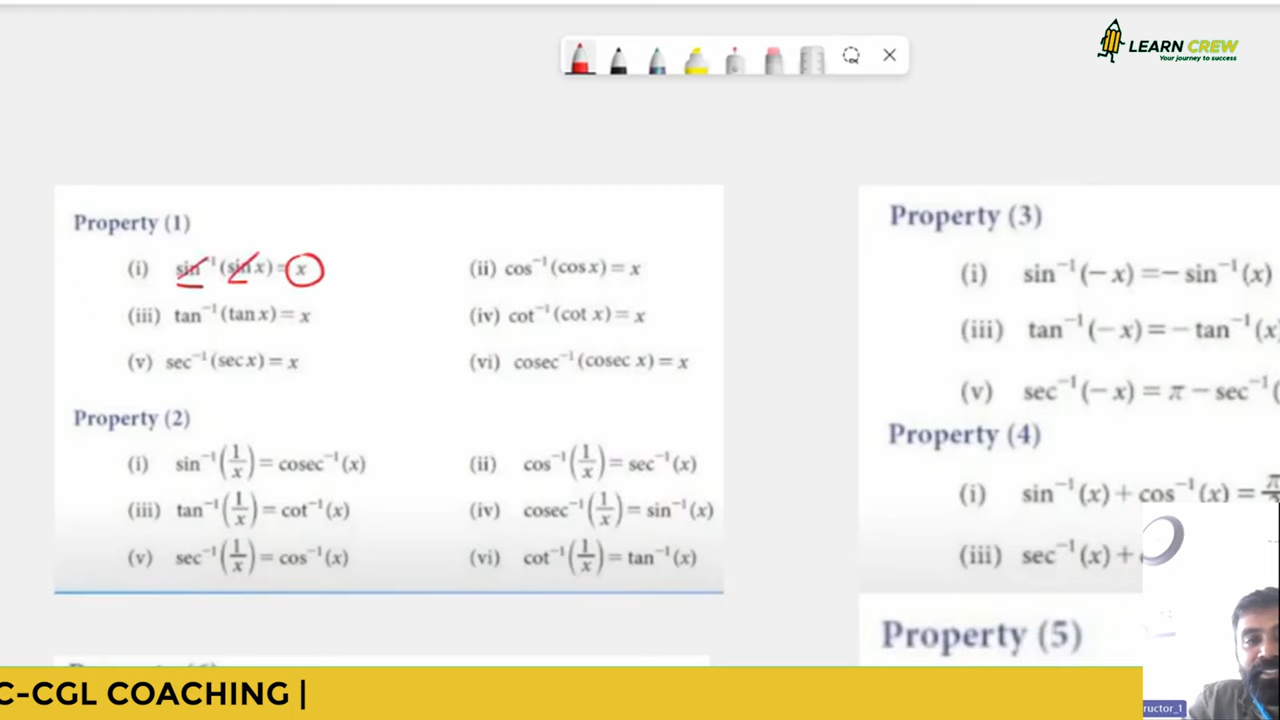 LEARN CREW
Your journey to success
Property (1)
(i) sin⁻¹(sin x) = x
(ii) cos⁻¹(cos x) = x
(iii) tan⁻¹(tan x) = x
(iv) cot⁻¹(cot x) = x
(v) sec⁻¹(sec x) = x
(vi) cosec⁻¹(cosec x) = x
Property (2)
(i) sin⁻¹(1/x) = cosec⁻¹(x)
(ii) cos⁻¹(1/x) = sec⁻¹(x)
(iii) tan⁻¹(1/x) = cot⁻¹(x)
(iv) cosec⁻¹(1/x) = sin⁻¹(x)
(v) sec⁻¹(1/x) = cos⁻¹(x)
(vi) cot⁻¹(1/x) = tan⁻¹(x)
Property (3)
(i) sin⁻¹(−x) = − sin⁻¹(x)
(iii) tan⁻¹(−x) = − tan⁻¹(x
(v) sec⁻¹(−x) = π − sec⁻¹(
Property (4)
(i) sin⁻¹(x) + cos⁻¹(x) = π
(iii) sec⁻¹(x) +
Property (5)
C-CGL COACHING |
ructor_1